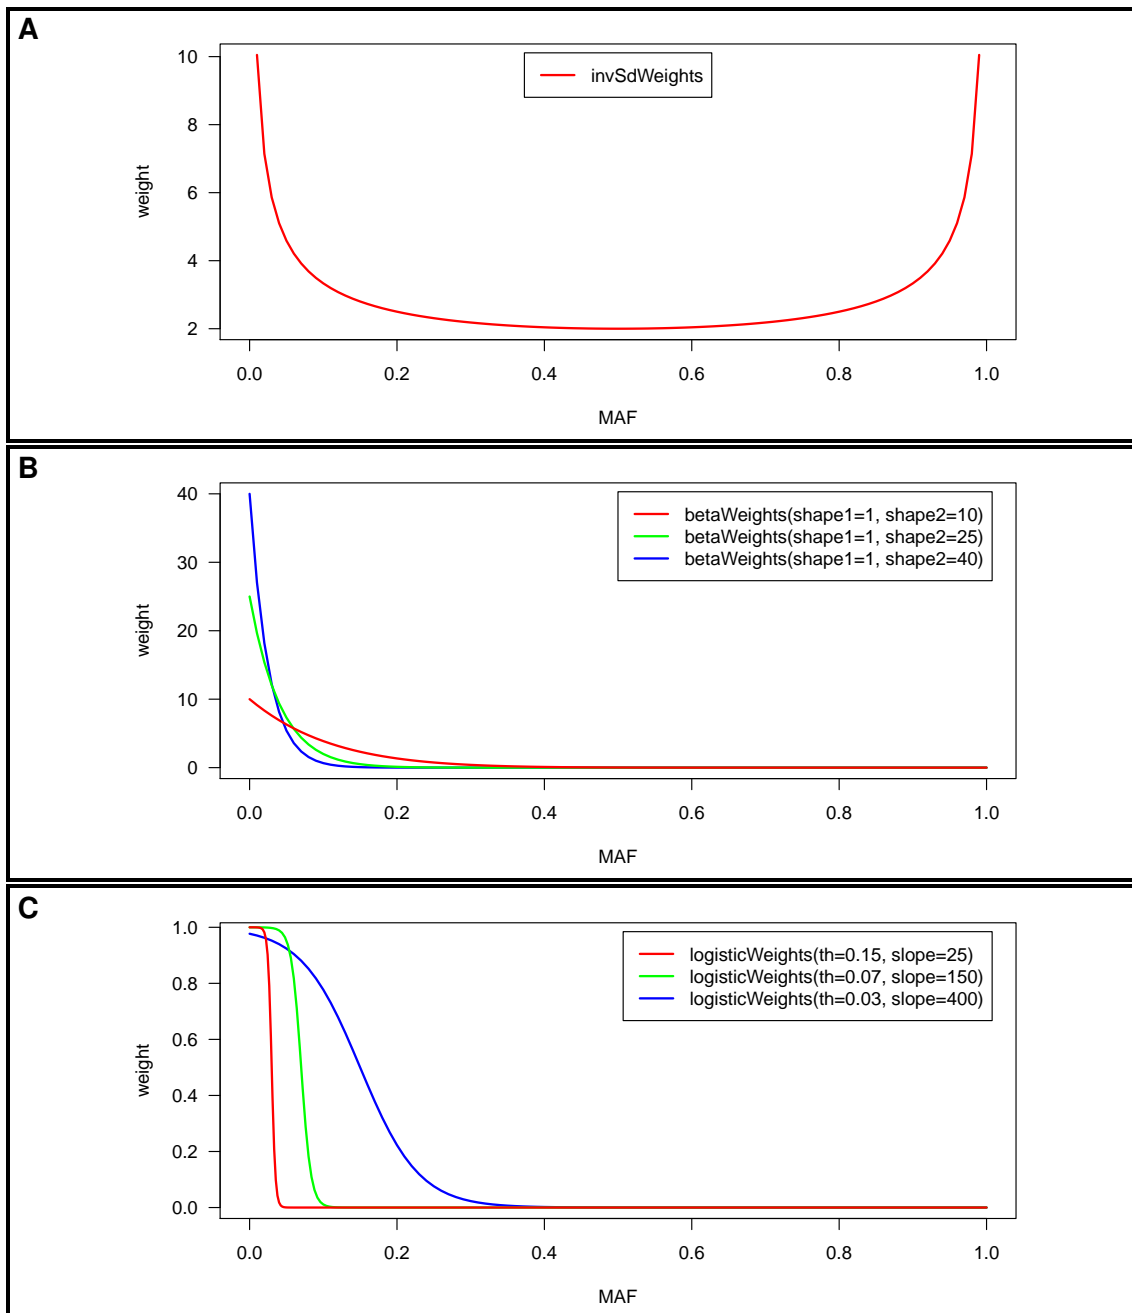 A
invSdWeights
10
8
6
4
2
weight
0.0 0.2 0.4 0.6 0.8 1.0
MAF
B
betaWeights(shape1=1, shape2=10)
betaWeights(shape1=1, shape2=25)
betaWeights(shape1=1, shape2=40)
40
30
20
10
0
weight
0.0 0.2 0.4 0.6 0.8 1.0
MAF
C
logisticWeights(th=0.15, slope=25)
logisticWeights(th=0.07, slope=150)
logisticWeights(th=0.03, slope=400)
1.0
0.8
0.6
0.4
0.2
0.0
weight
0.0 0.2 0.4 0.6 0.8 1.0
MAF